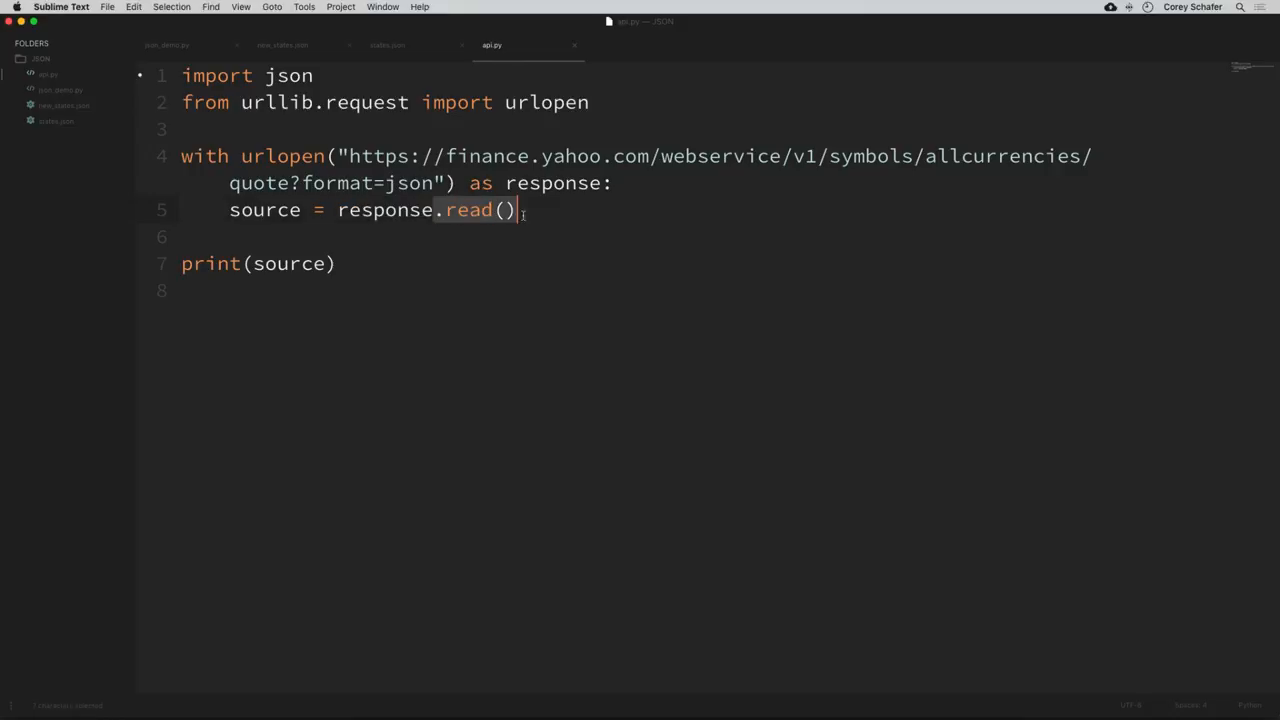 Sublime Text File Edit Selection Find View Goto Tools Project Window Help Corey Schafer
api.py — JSON
FOLDERS
JSON
api.py
json_demo.py
new_states.json
states.json
json_demo.py new_states.json states.json api.py
1 import json
2 from urllib.request import urlopen
3
4 with urlopen("https://finance.yahoo.com/webservice/v1/symbols/allcurrencies/
quote?format=json") as response:
5 source = response.read()
6
7 print(source)
8
UTF-8 Python